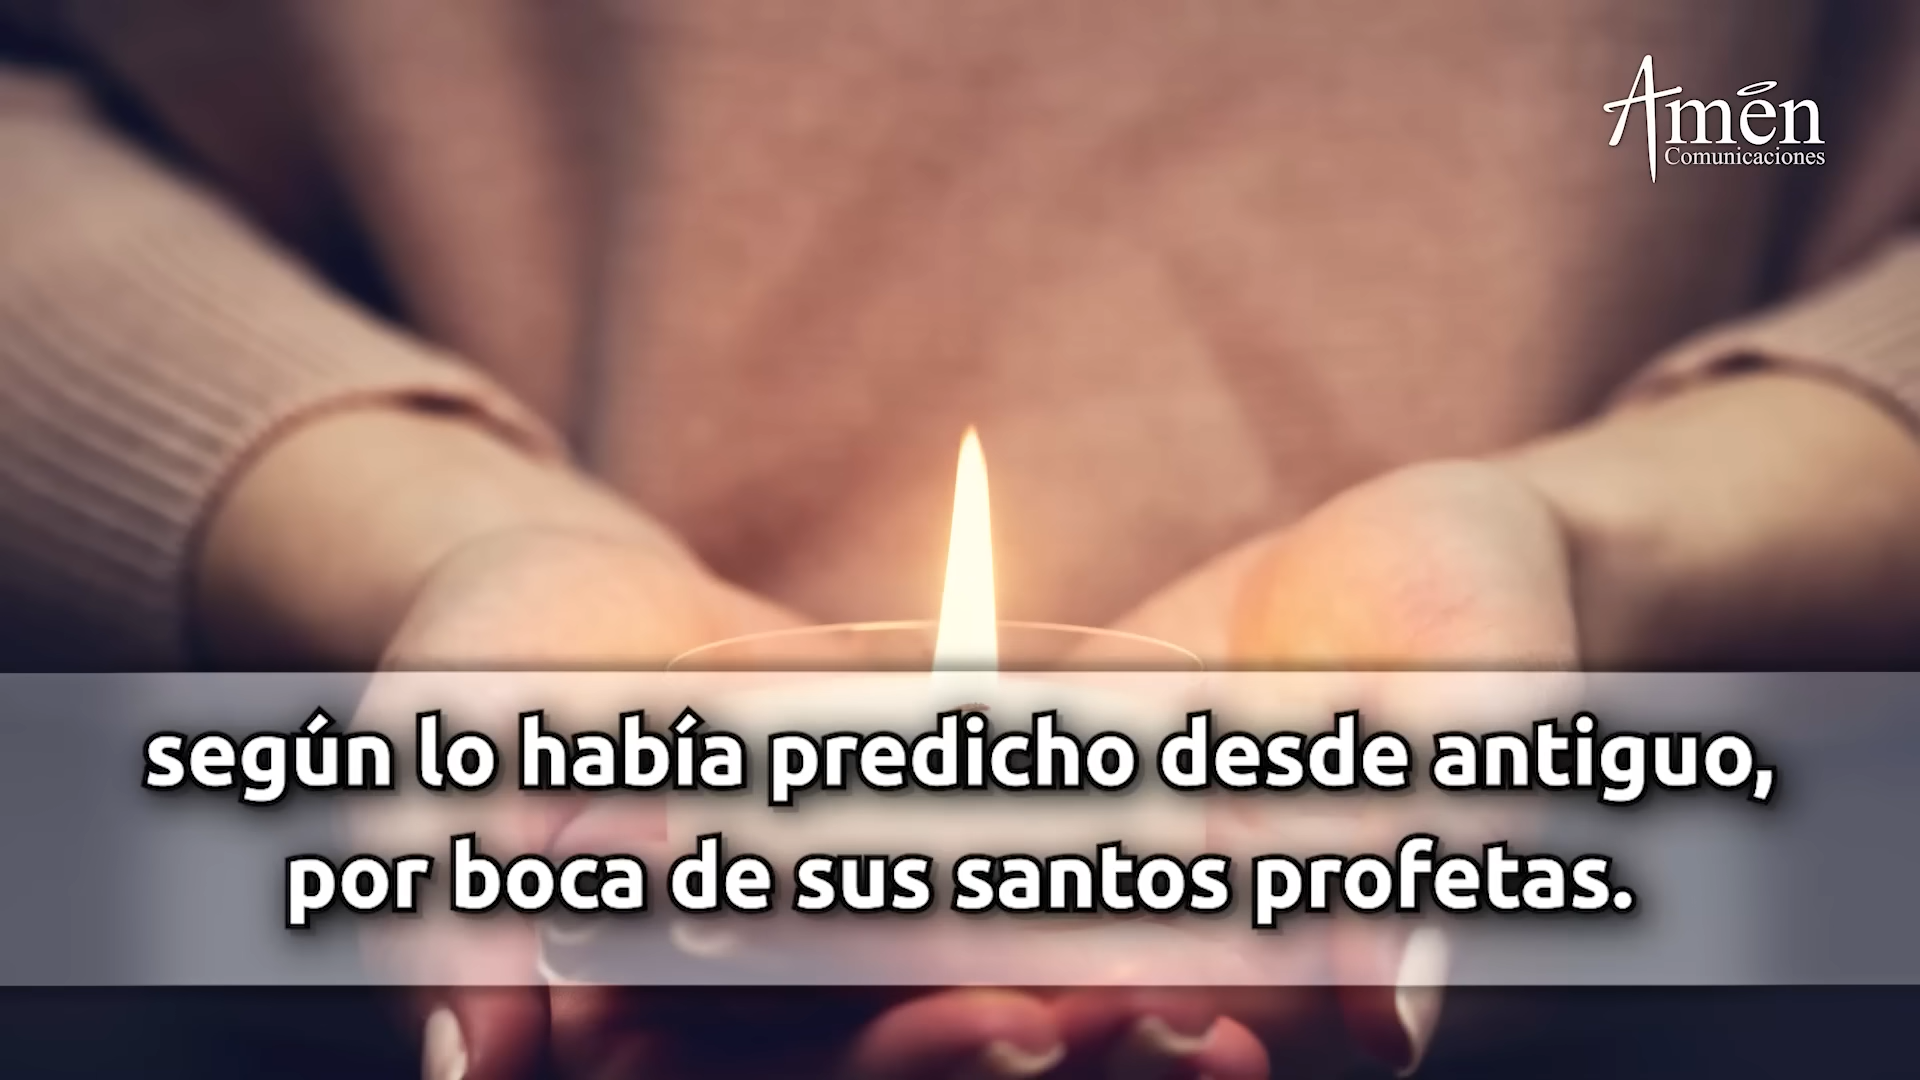 Amén
Comunicaciones
según lo había predicho desde antiguo,
por boca de sus santos profetas.